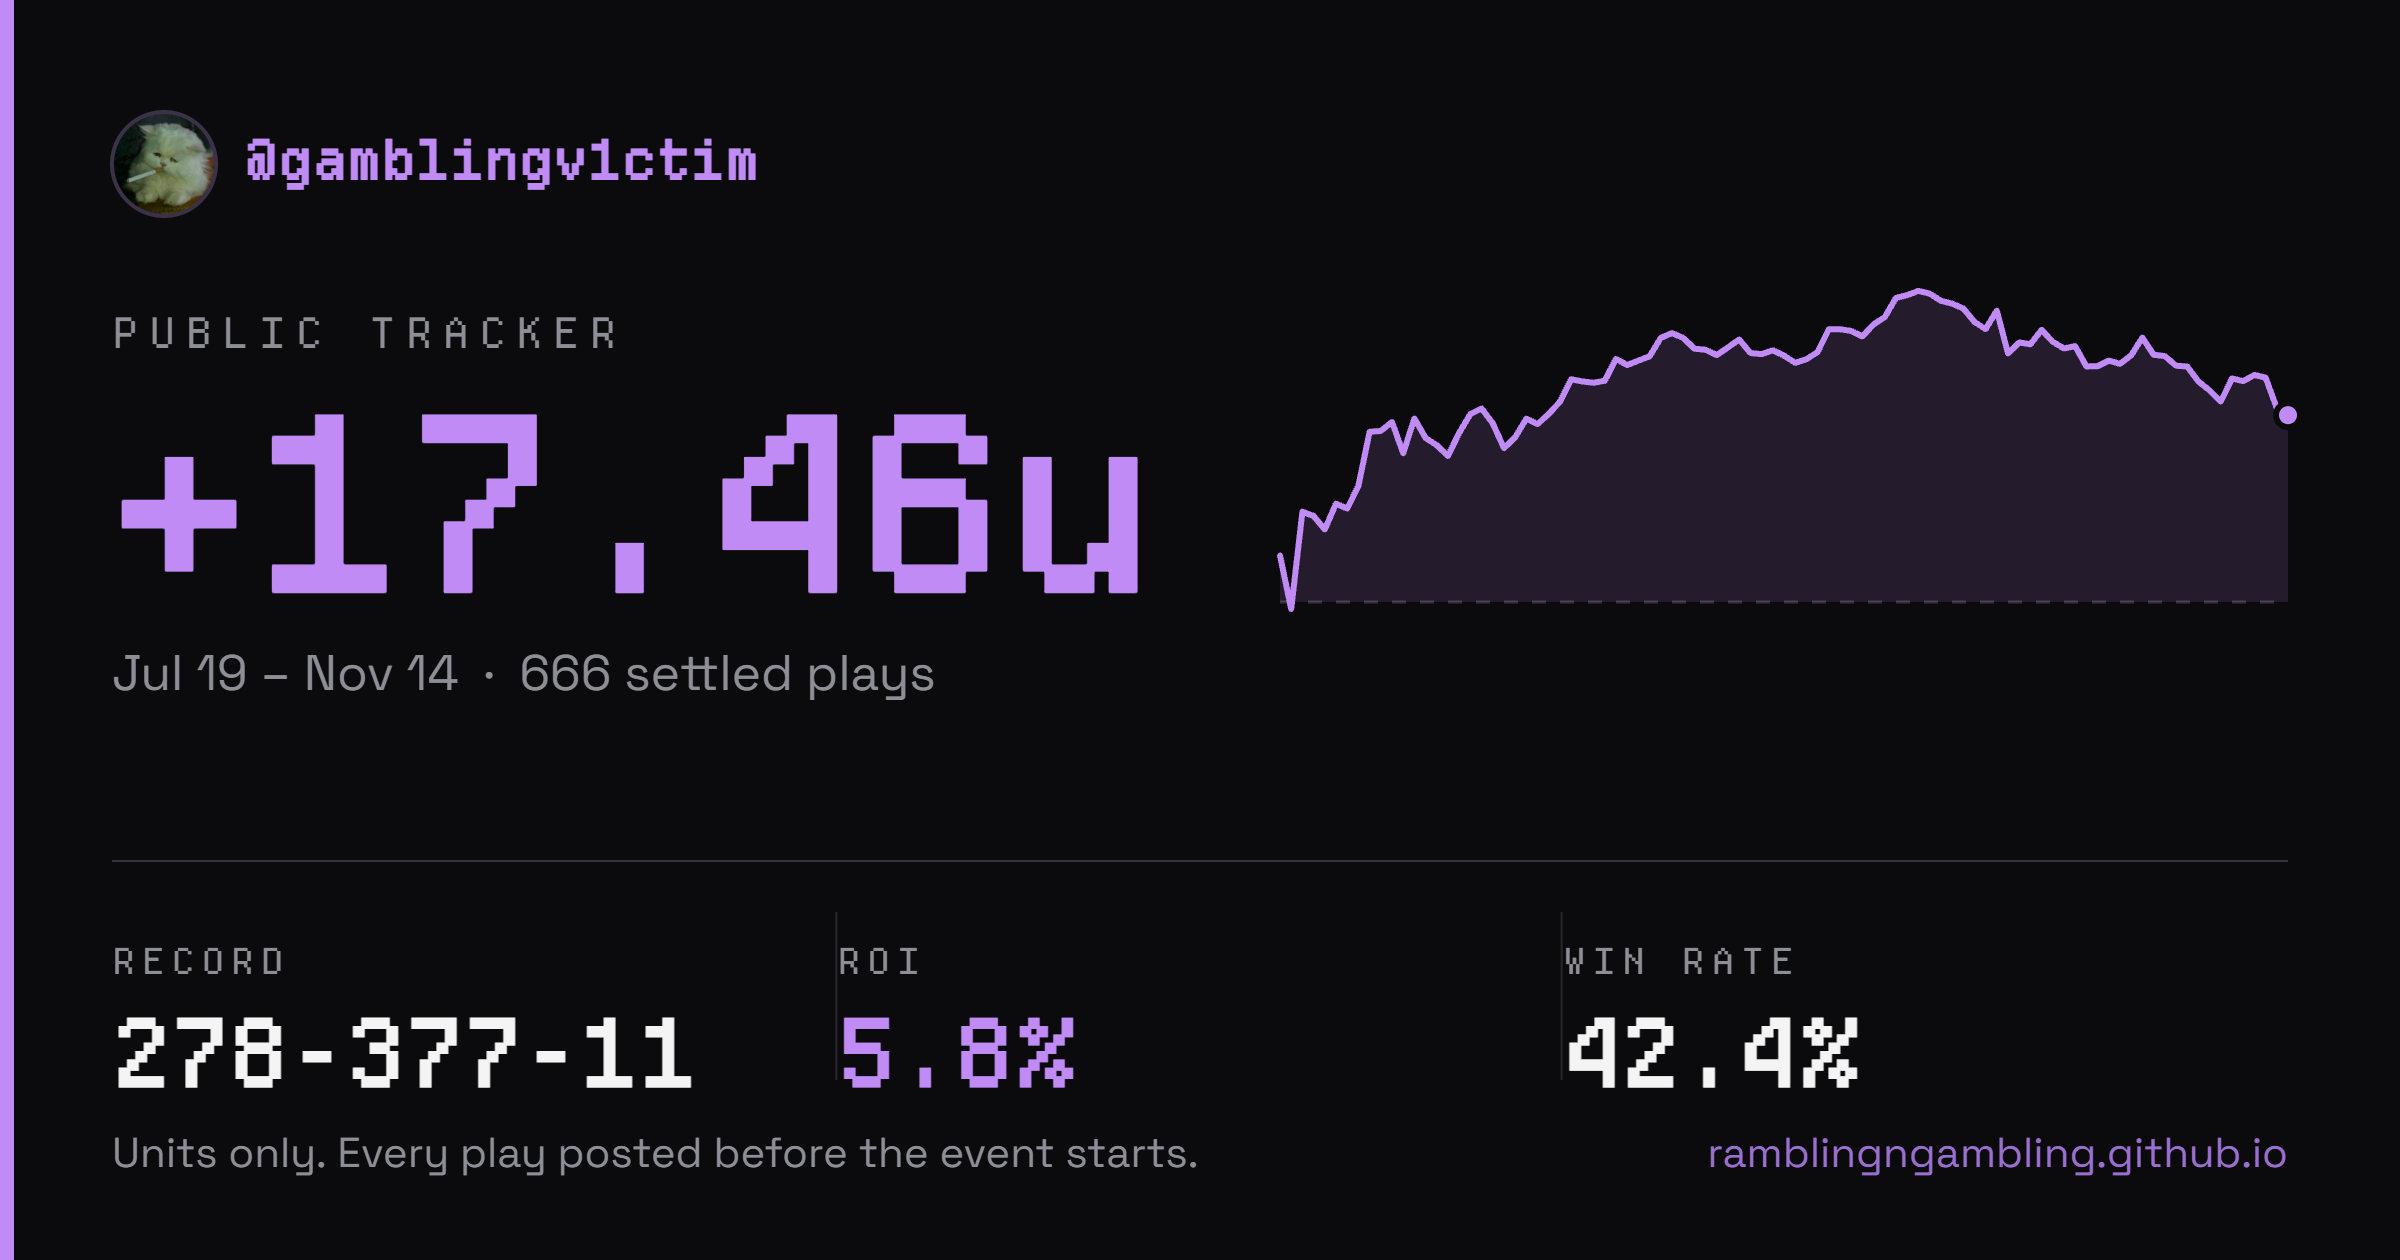 @gamblingv1ctim
PUBLIC TRACKER
+17.46u
Jul 19 – Nov 14 · 666 settled plays
RECORD
278-377-11
ROI
5.8%
WIN RATE
42.4%
Units only. Every play posted before the event starts.
ramblingngambling.github.io